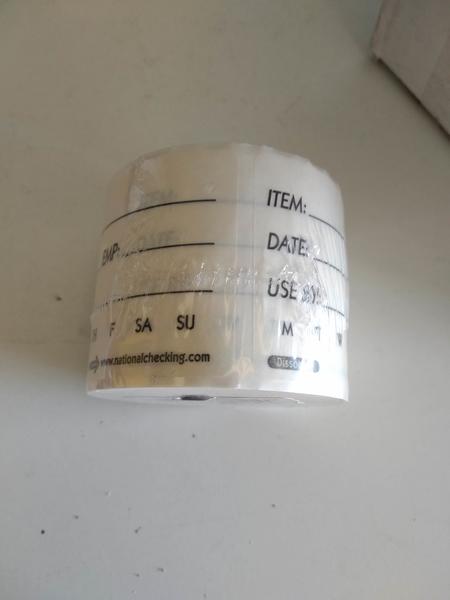 ITEM:
EMP:
DATE:
USE BY:
F SA SU M
www.nationalchecking.com